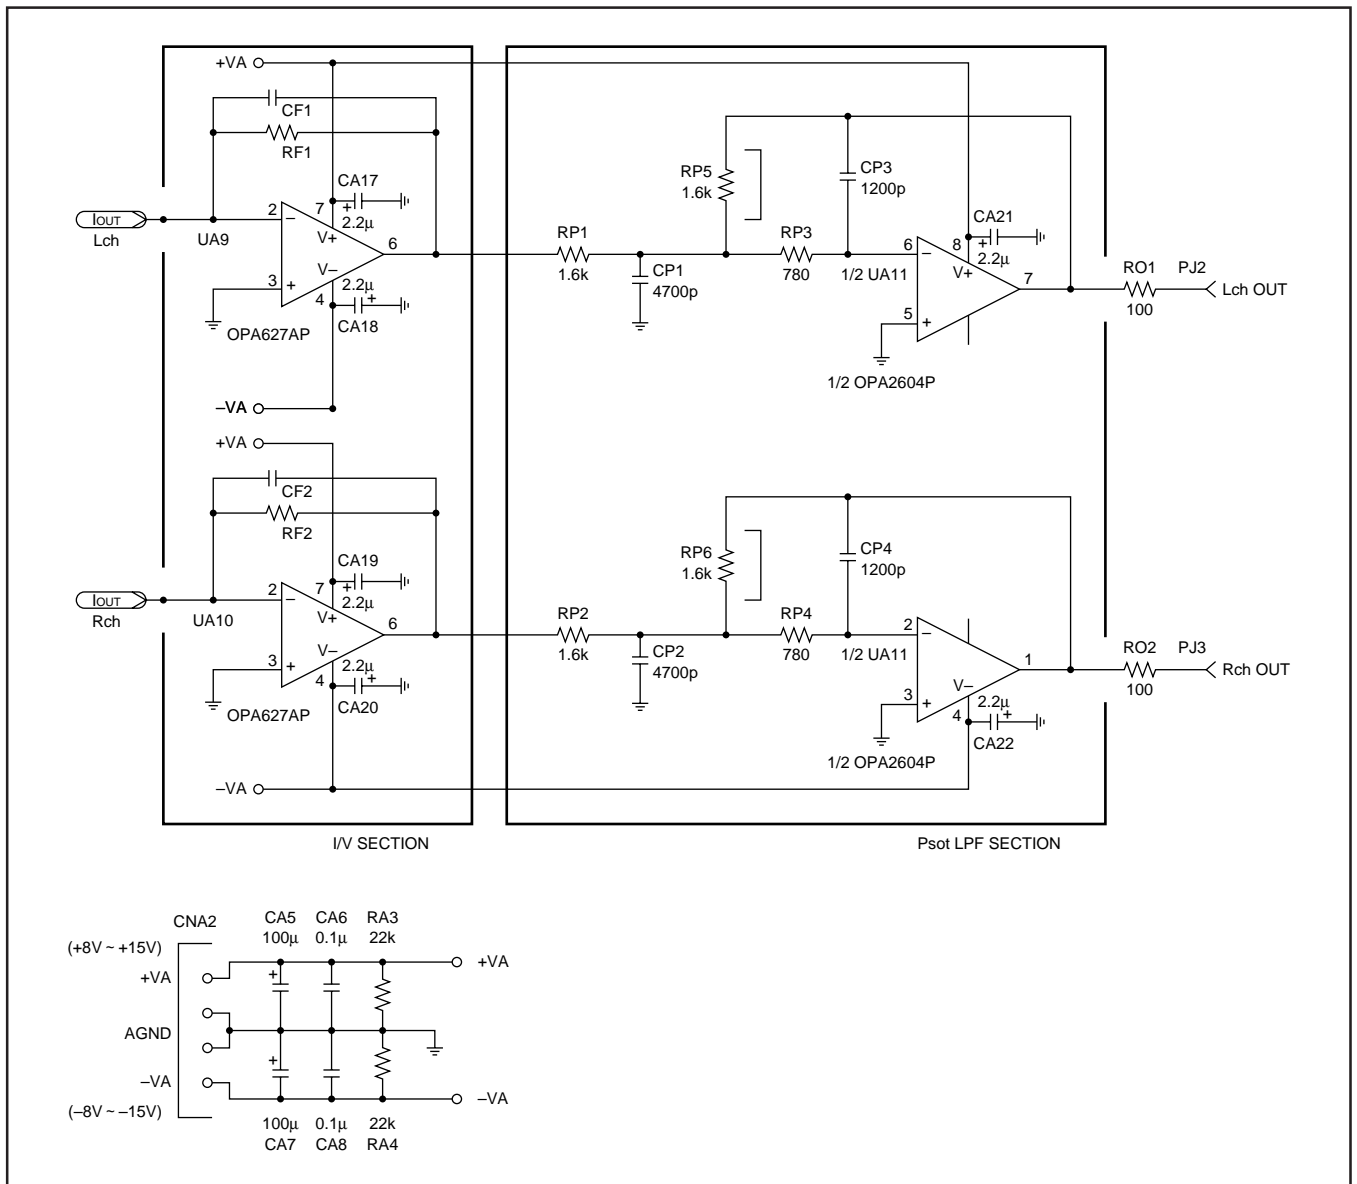 +VA
CF1
RF1
CA17
+
2.2µ
IOUT
Lch
UA9
2
–
7
V+
6
3
+
V–
4
2.2µ
+
CA18
OPA627AP
–VA
RP1
1.6k
CP1
4700p
RP5
1.6k
CP3
1200p
RP3
780
1/2 UA11
6
–
8
V+
CA21
+
2.2µ
7
5
+
1/2 OPA2604P
RO1
100
PJ2
Lch OUT
+VA
CF2
RF2
CA19
+
2.2µ
IOUT
Rch
UA10
2
–
7
V+
6
3
+
V–
4
2.2µ
+
CA20
OPA627AP
–VA
RP2
1.6k
CP2
4700p
RP6
1.6k
CP4
1200p
RP4
780
1/2 UA11
2
–
1
3
+
V–
4
2.2µ
+
CA22
1/2 OPA2604P
RO2
100
PJ3
Rch OUT
I/V SECTION
Psot LPF SECTION
CNA2
CA5 CA6 RA3
100µ 0.1µ 22k
(+8V ~ +15V)
+VA
+
+VA
AGND
+
–VA
–VA
(–8V ~ –15V)
100µ 0.1µ 22k
CA7 CA8 RA4